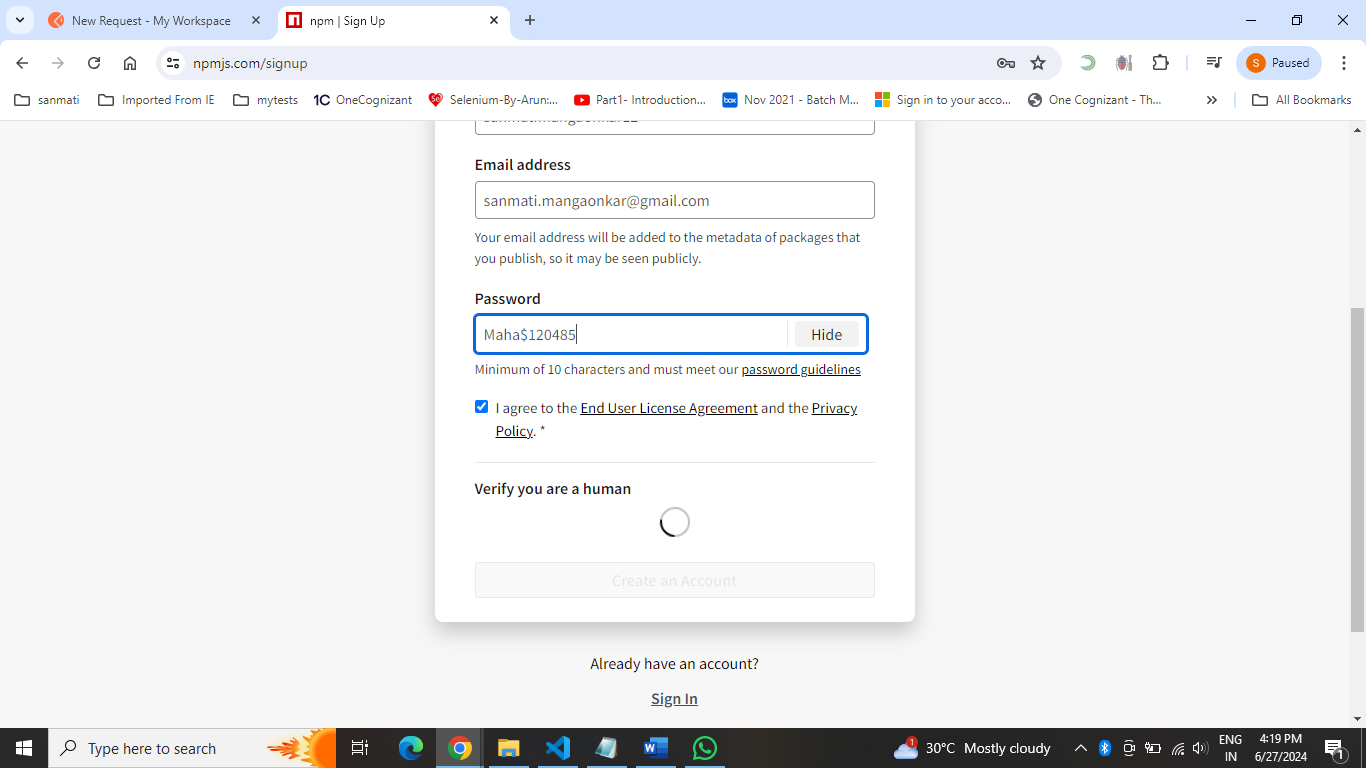 New Request - My Workspace
npm | Sign Up
npmjs.com/signup
S Paused
sanmati
Imported From IE
mytests
1C OneCognizant
Selenium-By-Arun:...
Part1- Introduction...
box Nov 2021 - Batch M...
Sign in to your acco...
One Cognizant - Th...
All Bookmarks
Email address
sanmati.mangaonkar@gmail.com
Your email address will be added to the metadata of packages that
you publish, so it may be seen publicly.
Password
Maha$120485
Hide
Minimum of 10 characters and must meet our password guidelines
I agree to the End User License Agreement and the Privacy
Policy. *
Verify you are a human
Create an Account
Already have an account?
Sign In
Type here to search
1
30°C Mostly cloudy
ENG
IN
4:19 PM
6/27/2024
1